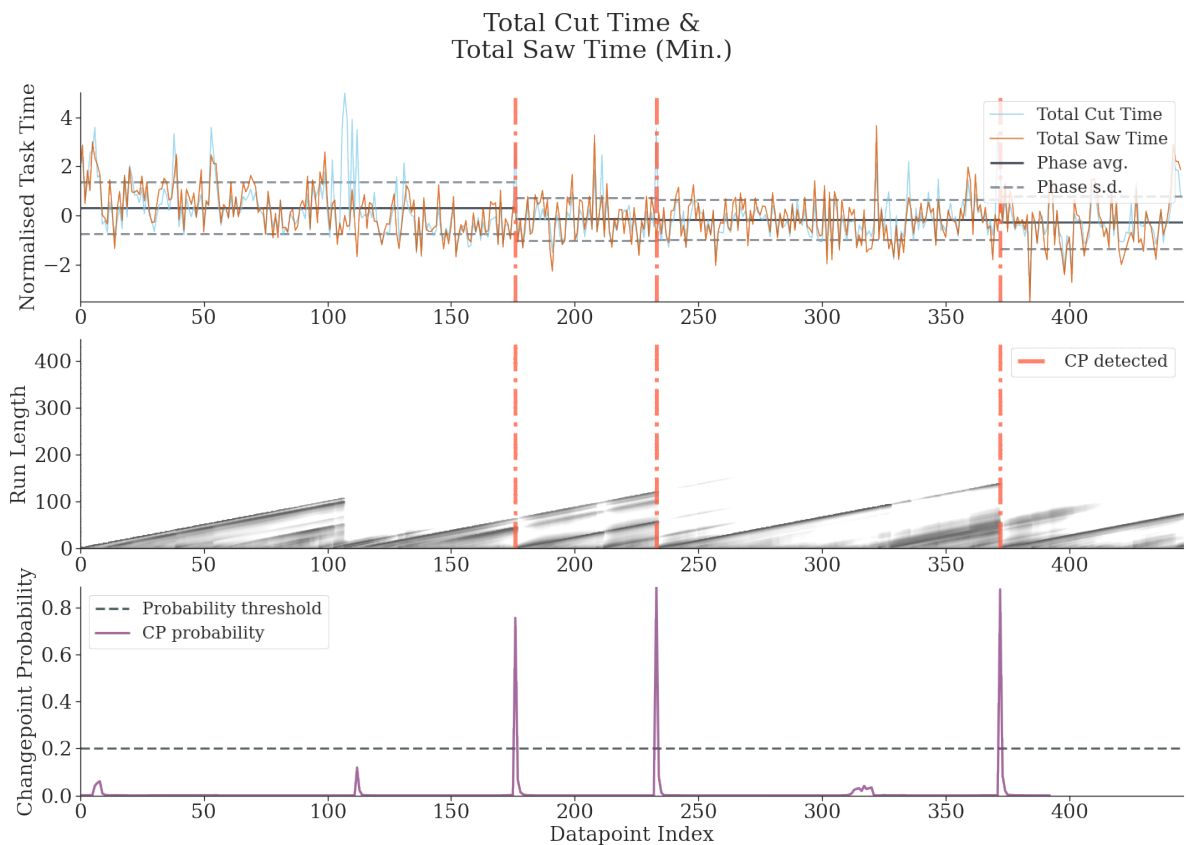 Total Cut Time &
Total Saw Time (Min.)
Normalised Task Time
4
2
0
−2
Total Cut Time
Total Saw Time
Phase avg.
Phase s.d.
0 50 100 150 200 250 300 350 400
Run Length
400
300
200
100
0
CP detected
0 50 100 150 200 250 300 350 400
Changepoint Probability
0.8
0.6
0.4
0.2
0.0
Probability threshold
CP probability
0 50 100 150 200 250 300 350 400
Datapoint Index